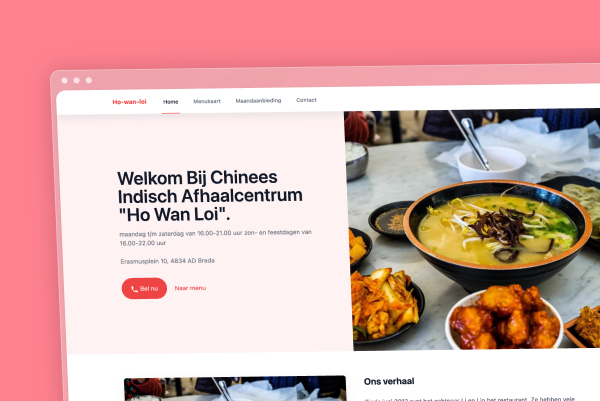 Ho-wan-loi Home Menukaart Maandaanbieding Contact
Welkom Bij Chinees
Indisch Afhaalcentrum
"Ho Wan Loi".
maandag t/m zaterdag van 16.00-21.00 uur zon- en feestdagen van
16.00-22.00 uur
Erasmusplein 10, 4834 AD Breda
Bel nu Naar menu
Ons verhaal